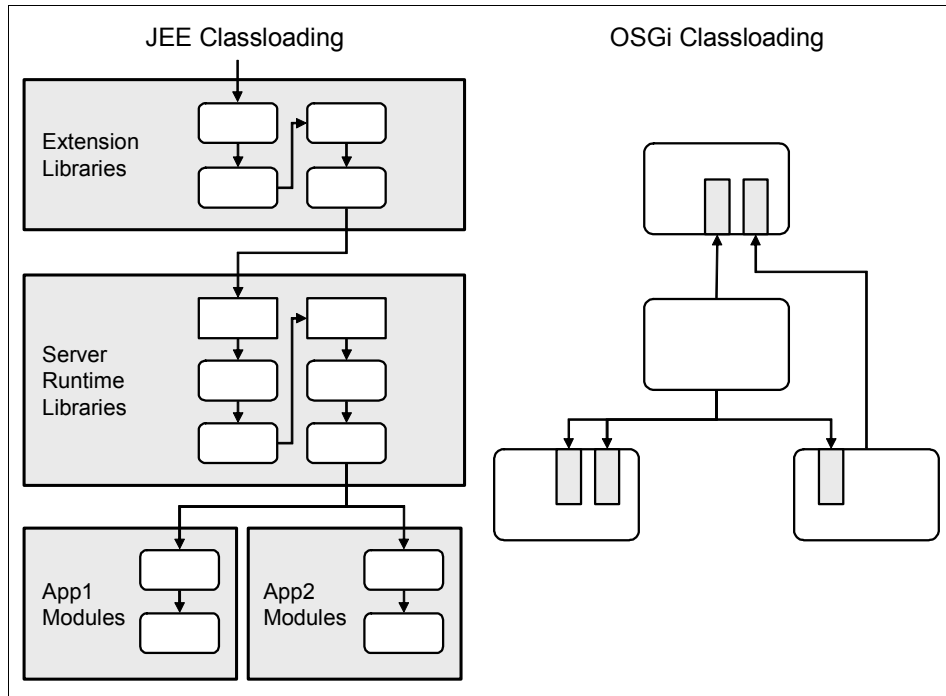 JEE Classloading
OSGi Classloading
Extension
Libraries
Server
Runtime
Libraries
App1
Modules
App2
Modules